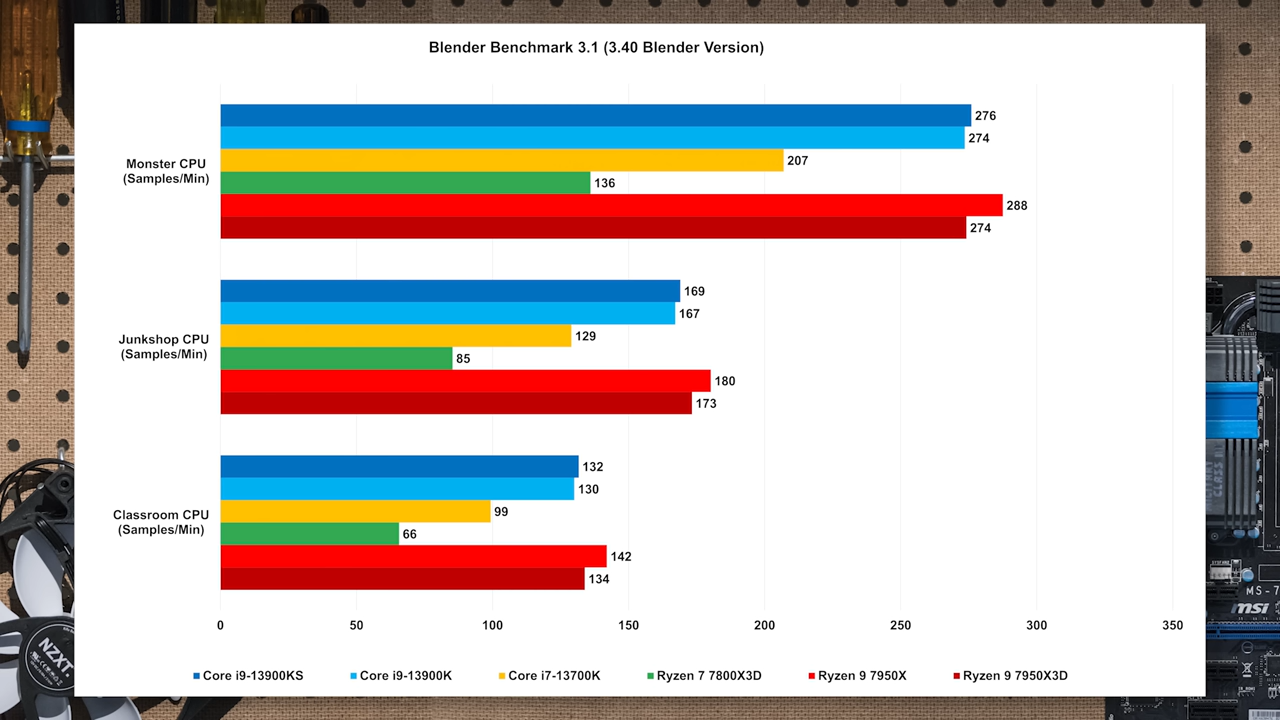 Blender Benchmark 3.1 (3.40 Blender Version)
Monster CPU
(Samples/Min)
276
274
207
136
288
274
Junkshop CPU
(Samples/Min)
169
167
129
85
180
173
Classroom CPU
(Samples/Min)
132
130
99
66
142
134
0 50 100 150 200 250 300 350
Core i9-13900KS Core i9-13900K Core i7-13700K Ryzen 7 7800X3D Ryzen 9 7950X Ryzen 9 7950X3D
NZXT
MS-7
msi